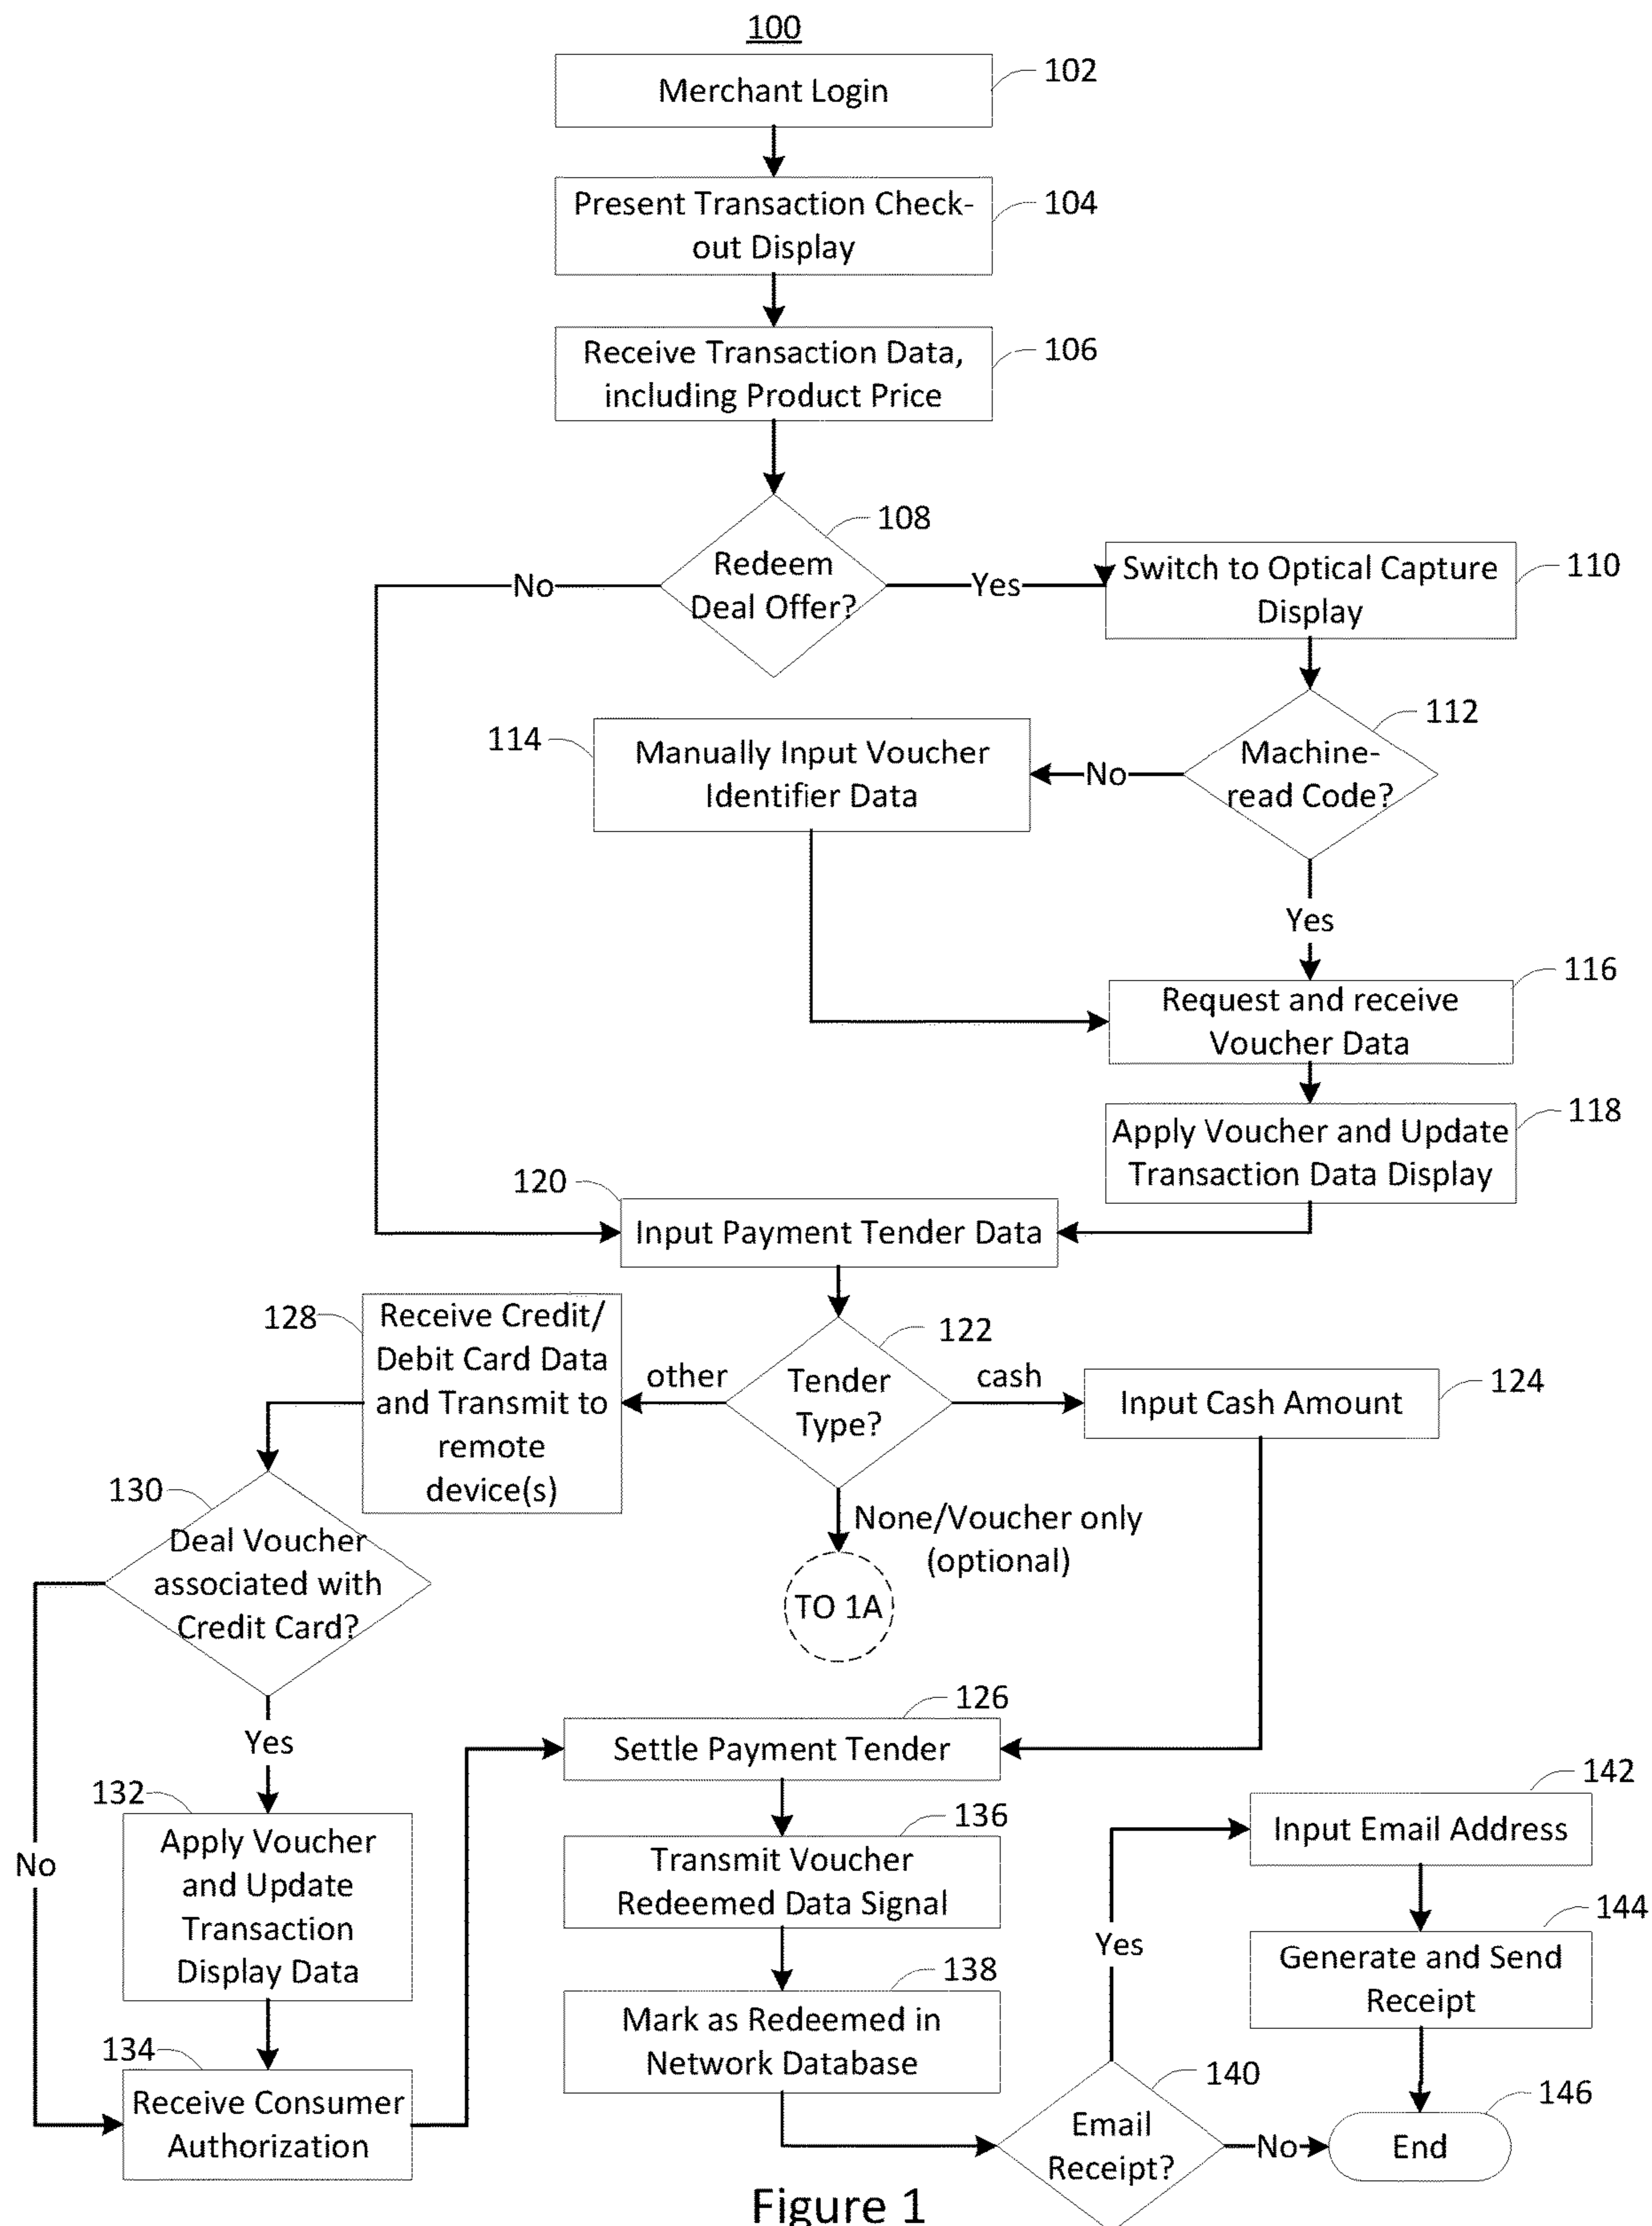 100
Merchant Login
102
Present Transaction Check-
out Display
104
Receive Transaction Data,
including Product Price
106
108
Redeem
Deal Offer?
No
Yes
Switch to Optical Capture
Display
110
112
Machine-
read Code?
No
114
Manually Input Voucher
Identifier Data
Yes
116
Request and receive
Voucher Data
118
Apply Voucher and Update
Transaction Data Display
120
Input Payment Tender Data
122
Tender
Type?
other
cash
128
Receive Credit/
Debit Card Data
and Transmit to
remote
device(s)
Input Cash Amount
124
None/Voucher only
(optional)
TO 1A
130
Deal Voucher
associated with
Credit Card?
Yes
No
132
Apply Voucher
and Update
Transaction
Display Data
134
Receive Consumer
Authorization
126
Settle Payment Tender
136
Transmit Voucher
Redeemed Data Signal
138
Mark as Redeemed in
Network Database
140
Email
Receipt?
Yes
No
142
Input Email Address
144
Generate and Send
Receipt
146
End
Figure 1